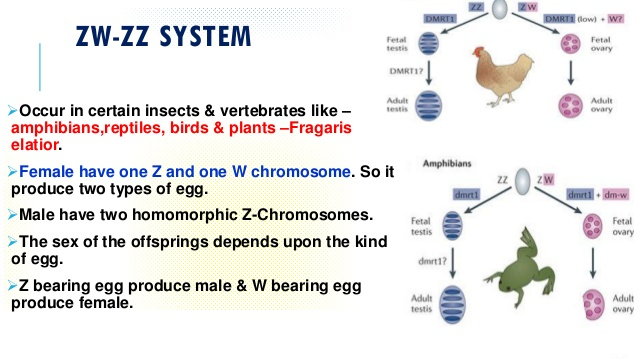 ZW-ZZ SYSTEM
➢Occur in certain insects & vertebrates like –
amphibians,reptiles, birds & plants –Fragaris
elatior.
➢Female have one Z and one W chromosome. So it
produce two types of egg.
➢Male have two homomorphic Z-Chromosomes.
➢The sex of the offsprings depends upon the kind
of egg.
➢Z bearing egg produce male & W bearing egg
produce female.
ZZ ZW
DMRT1 DMRT1 (low) + W?
Fetal
testis
Fetal
ovary
DMRT1?
Adult
testis
Adult
ovary
Amphibians
ZZ ZW
dmrt1 dmrt1 + dm-w
Fetal
testis
Fetal
ovary
dmrt1?
Adult
testis
Adult
ovary